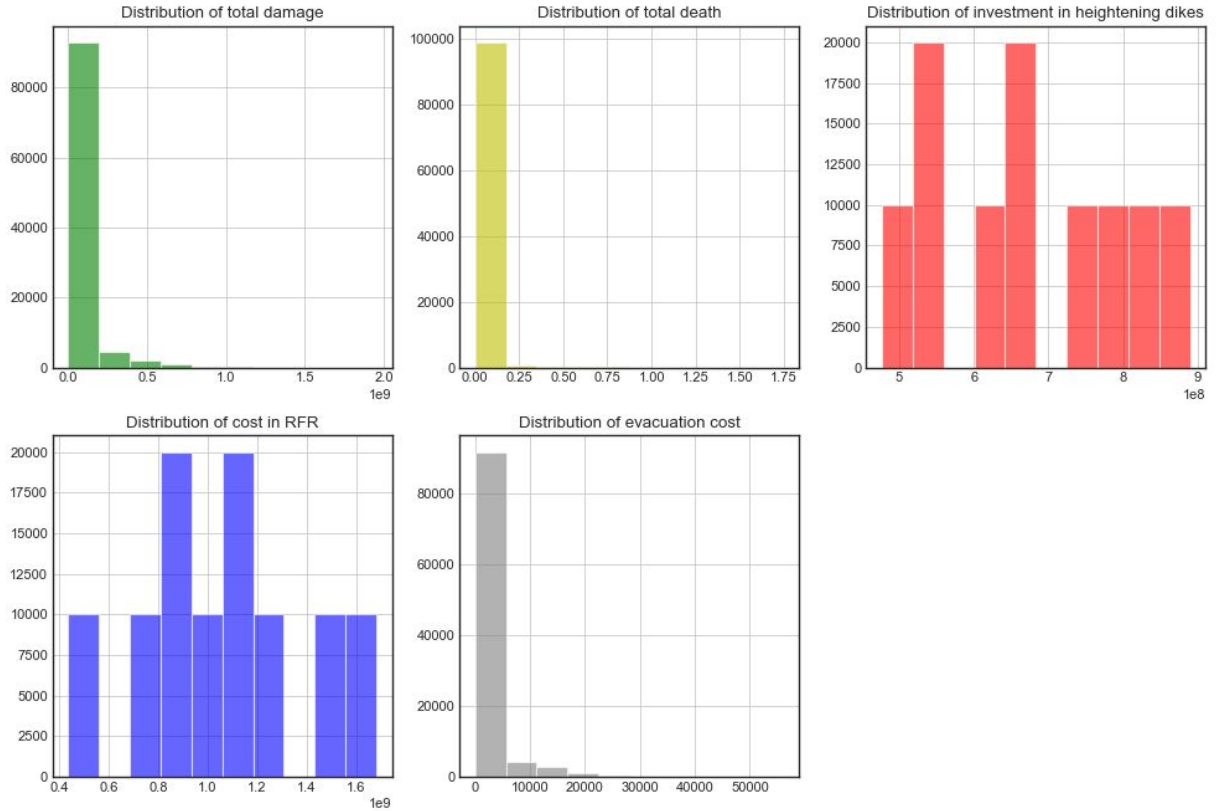 Distribution of total damage
80000
60000
40000
20000
0
0.0 0.5 1.0 1.5 2.0
1e9
Distribution of total death
100000
80000
60000
40000
20000
0
0.00 0.25 0.50 0.75 1.00 1.25 1.50 1.75
Distribution of investment in heightening dikes
20000
17500
15000
12500
10000
7500
5000
2500
0
5 6 7 8 9
1e8
Distribution of cost in RFR
20000
17500
15000
12500
10000
7500
5000
2500
0
0.4 0.6 0.8 1.0 1.2 1.4 1.6
1e9
Distribution of evacuation cost
80000
60000
40000
20000
0
0 10000 20000 30000 40000 50000